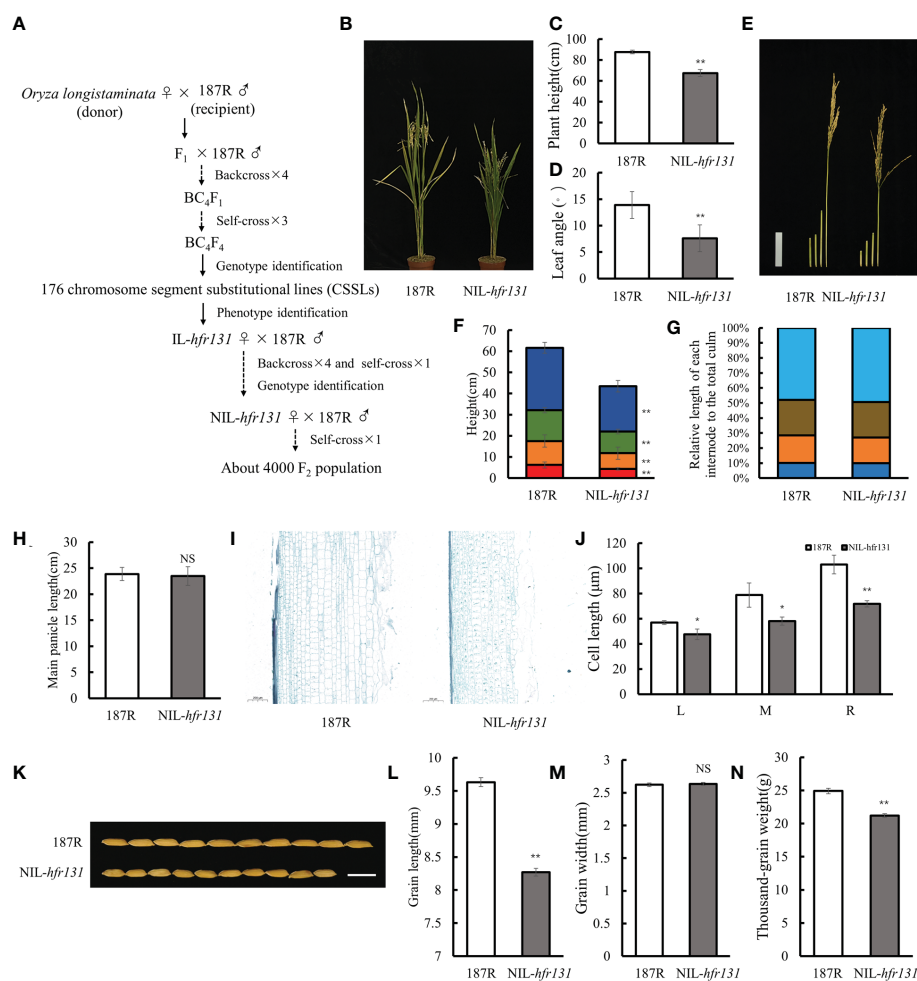 A
Oryza longistaminata ♀ × 187R ♂
(donor) (recipient)
F1 × 187R ♂
Backcross×4
BC4F1
Self-cross×3
BC4F4
Genotype identification
176 chromosome segment substitutional lines (CSSLs)
Phenotype identification
IL-hfr131 ♀ × 187R ♂
Backcross×4 and self-cross×1
Genotype identification
NIL-hfr131 ♀ × 187R ♂
Self-cross×1
About 4000 F2 population
B
187R NIL-hfr131
C
Plant height(cm)
100
80
60
40
20
0
**
187R NIL-hfr131
D
Leaf angle (°)
20
15
10
5
0
**
187R NIL-hfr131
E
187R NIL-hfr131
F
Height(cm)
70
60
50
40
30
20
10
0
**
**
**
**
187R NIL-hfr131
G
Relative length of each
internode to the total culm
100%
90%
80%
70%
60%
50%
40%
30%
20%
10%
0%
187R NIL-hfr131
H
Main panicle length(cm)
30
25
20
15
10
5
0
NS
187R NIL-hfr131
I
187R NIL-hfr131
J
187R NIL-hfr131
Cell length (μm)
120
100
80
60
40
20
0
*
*
**
L M R
K
187R
NIL-hfr131
L
Grain length(mm)
10
9.5
9
8.5
8
7.5
7
**
187R NIL-hfr131
M
Grain width(mm)
3
2.5
2
1.5
1
0.5
0
NS
187R NIL-hfr131
N
Thousand-grain weight(g)
30
25
20
15
10
5
0
**
187R NIL-hfr131